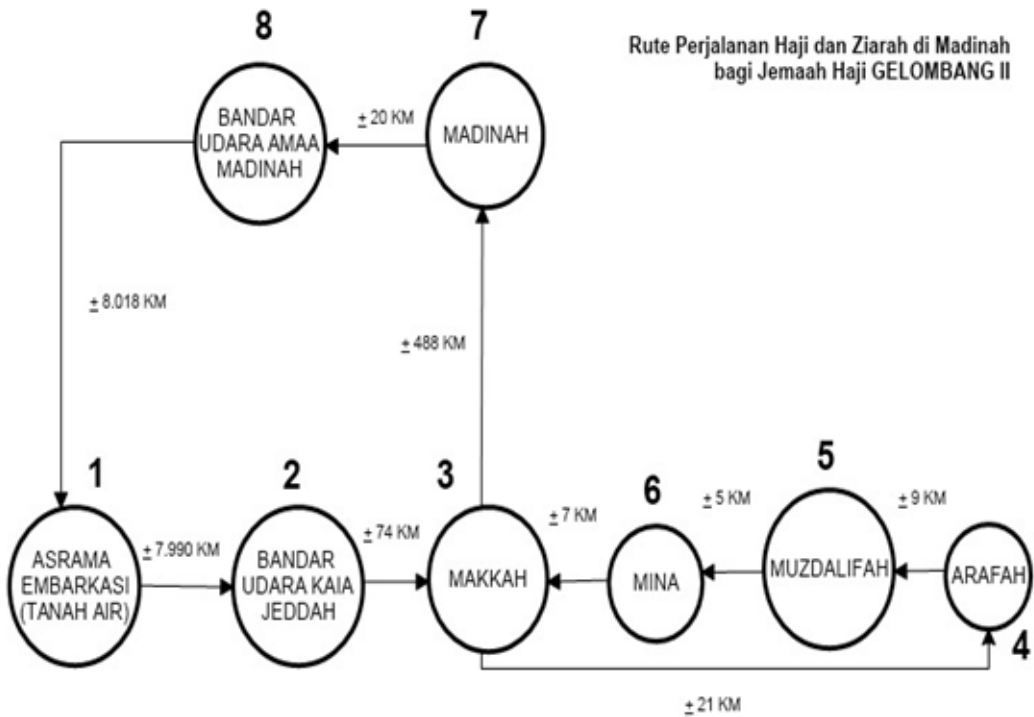 Rute Perjalanan Haji dan Ziarah di Madinah
bagi Jemaah Haji GELOMBANG II
8
7
BANDAR
UDARA AMAA
MADINAH
± 20 KM
MADINAH
± 8.018 KM
± 488 KM
1
2
3
6
5
4
ASRAMA
EMBARKASI
(TANAH AIR)
± 7.990 KM
BANDAR
UDARA KAIA
JEDDAH
± 74 KM
MAKKAH
± 7 KM
MINA
± 5 KM
MUZDALIFAH
± 9 KM
ARAFAH
± 21 KM